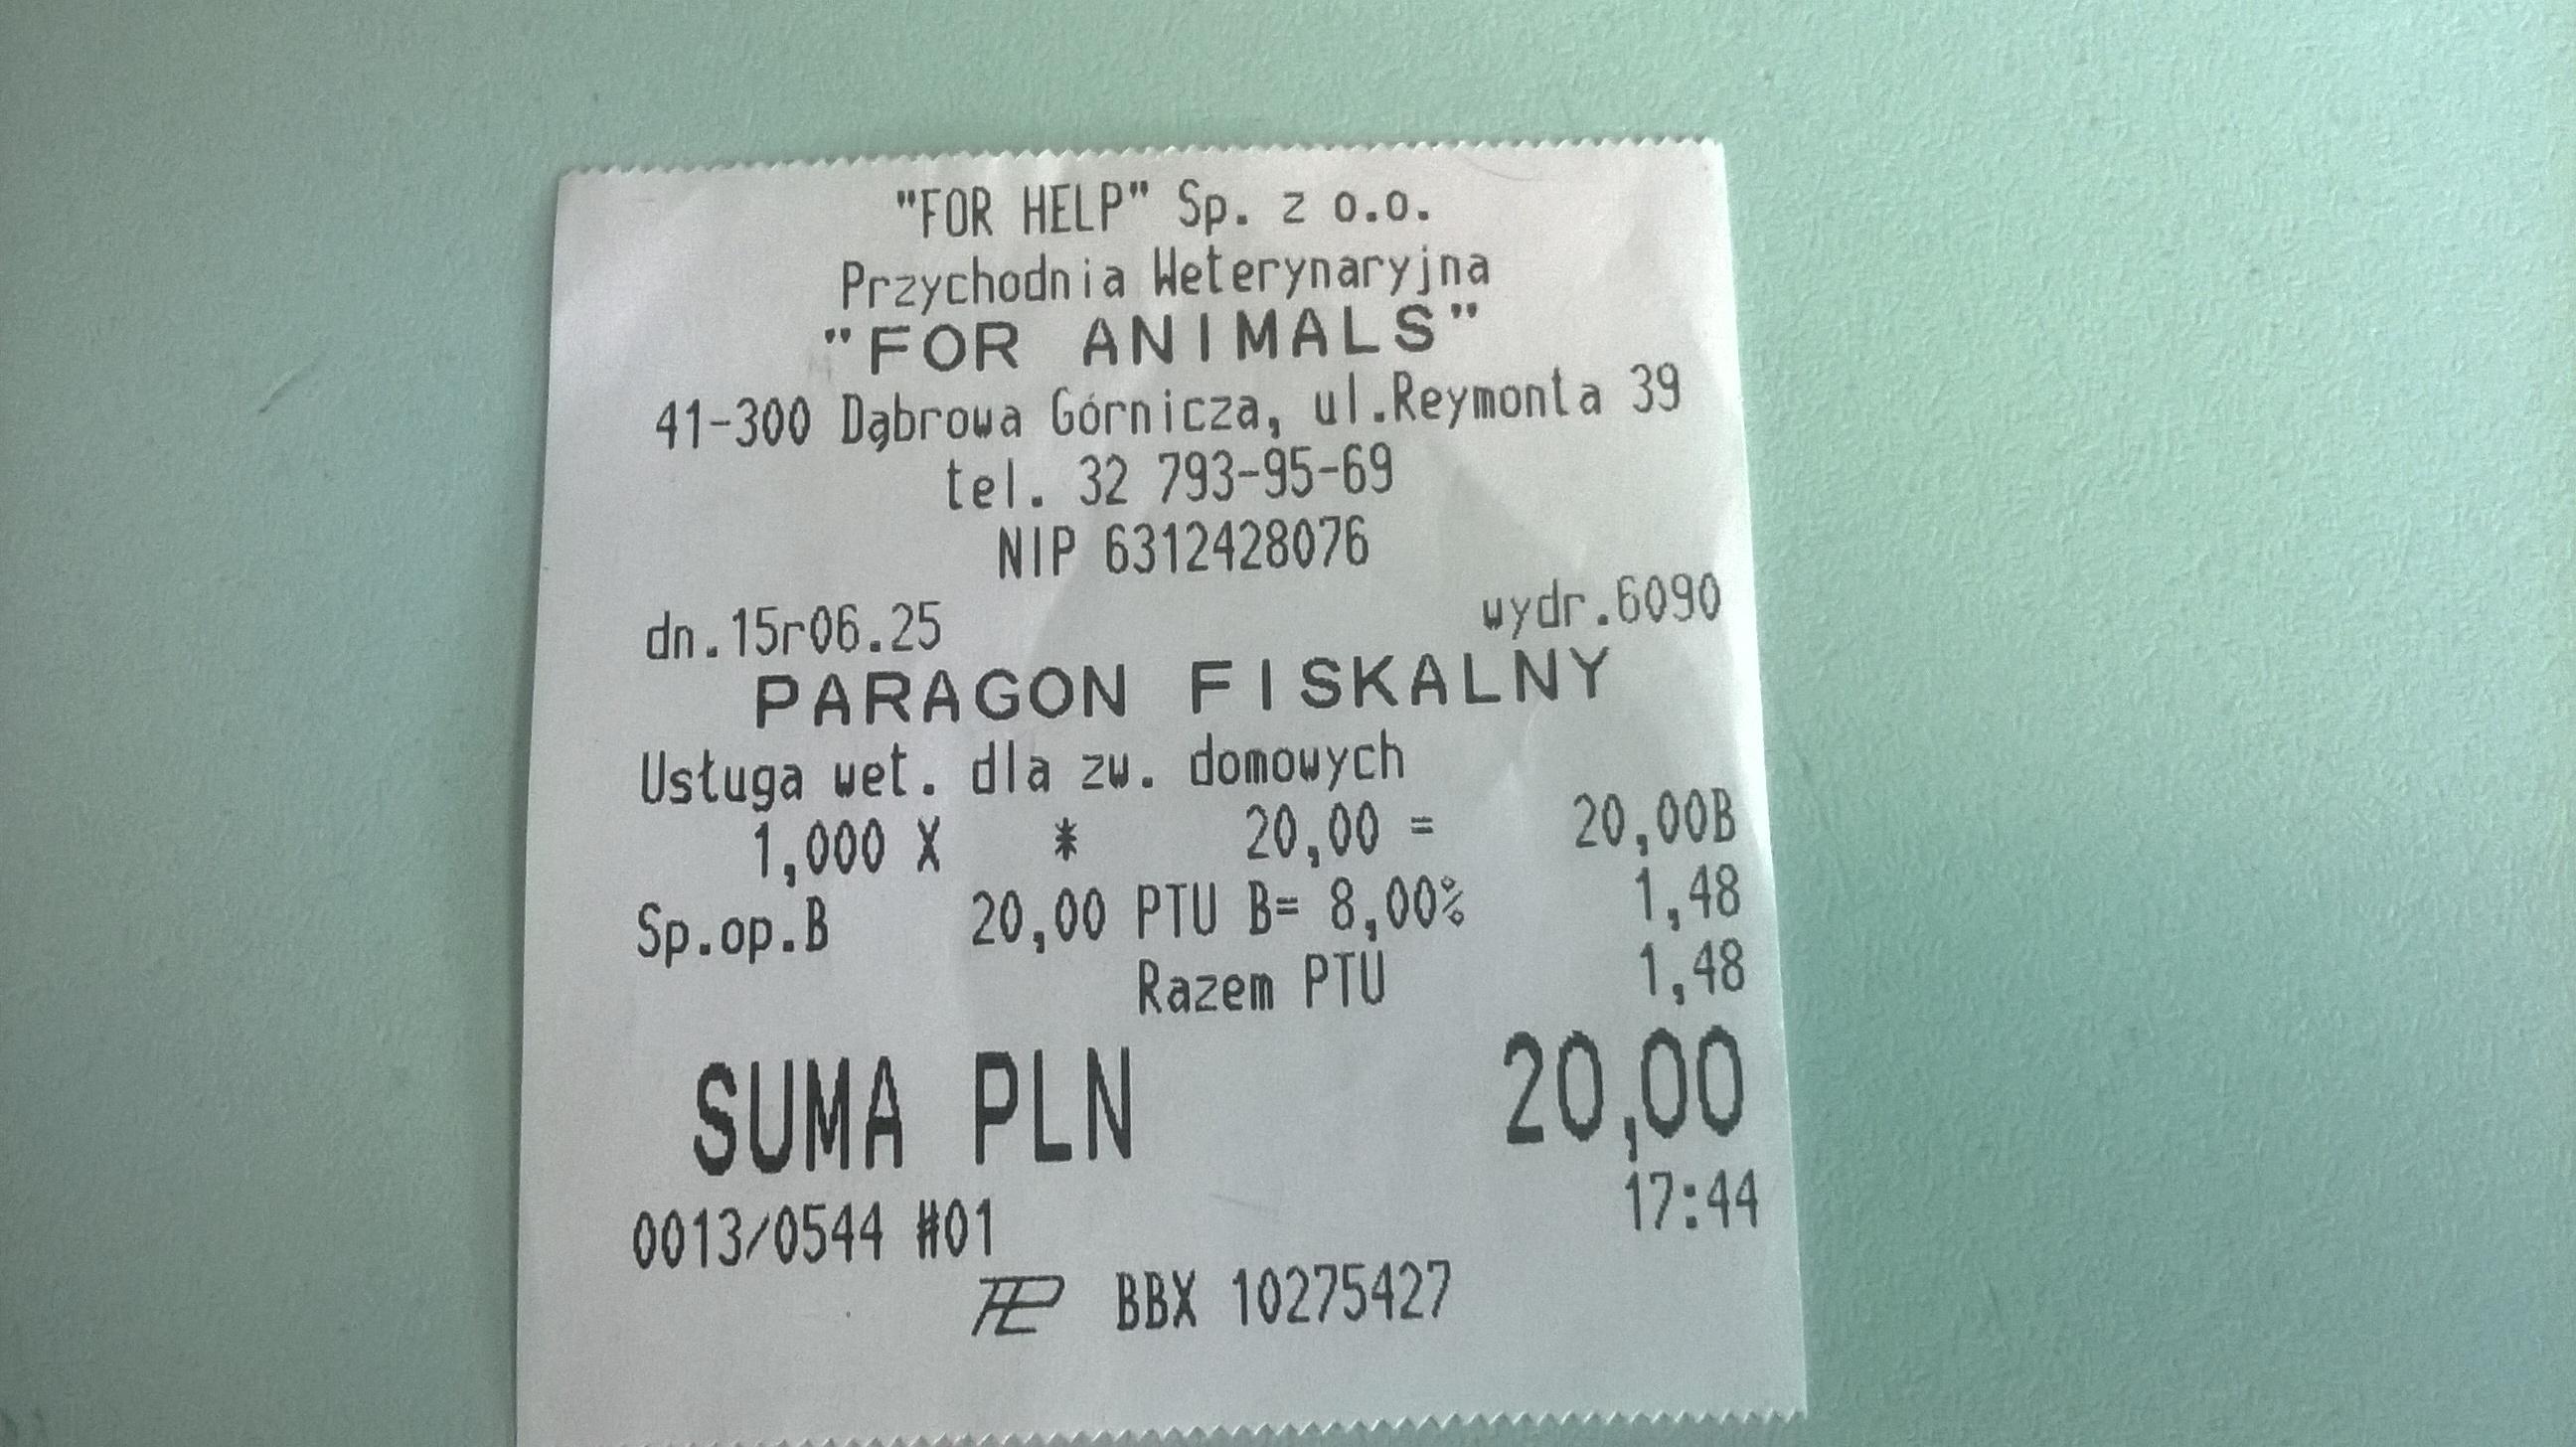 "FOR HELP" Sp. z o.o.
Przychodnia Weterynaryjna
"FOR ANIMALS"
41-300 Dąbrowa Górnicza, ul.Reymonta 39
tel. 32 793-95-69
NIP 6312428076
dn.15r06.25 wydr.6090
PARAGON FISKALNY
Usługa wet. dla zw. domowych
1,000 X * 20,00 = 20,00B
Sp.op.B 20,00 PTU B= 8,00% 1,48
Razem PTU 1,48
SUMA PLN 20,00
0013/0544 #01 17:44
BBX 10275427